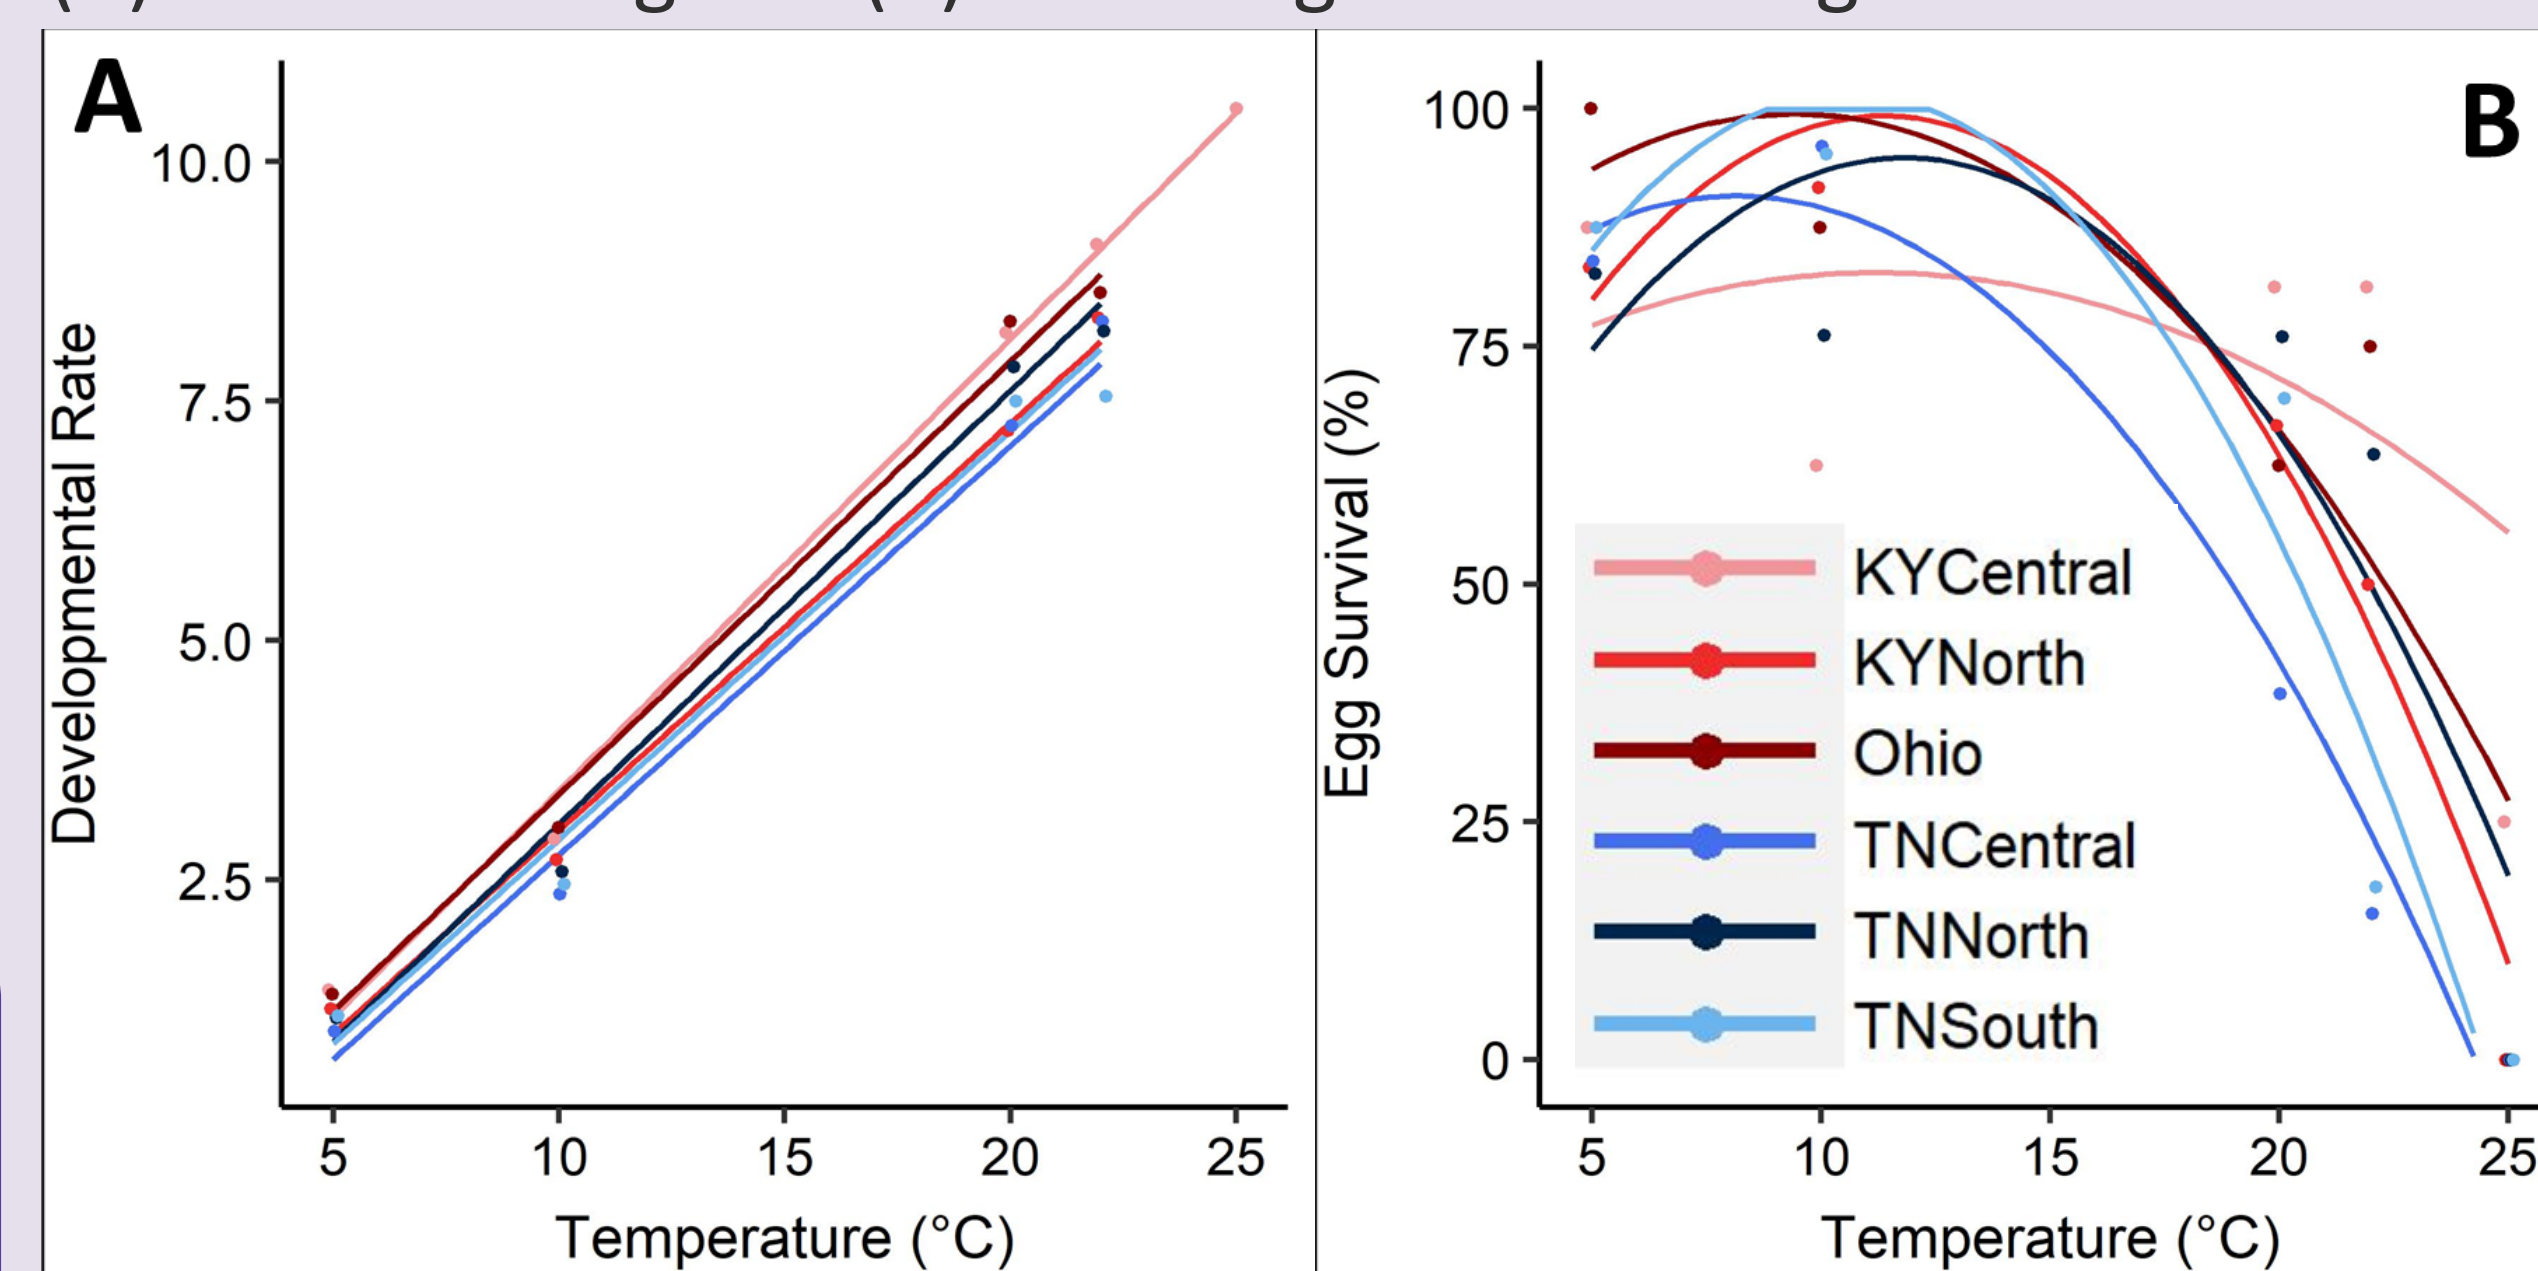 A
Developmental Rate
10.0
7.5
5.0
2.5
5 10 15 20 25
Temperature (°C)
B
Egg Survival (%)
100
75
50
25
0
KYCentral
KYNorth
Ohio
TNCentral
TNNorth
TNSouth
5 10 15 20 25
Temperature (°C)